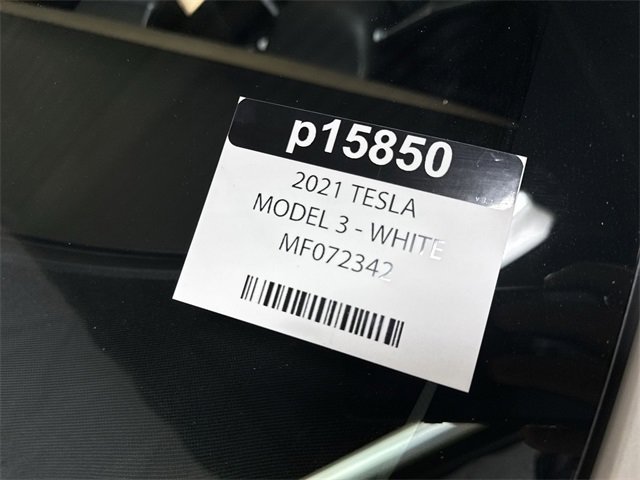 p15850
2021 TESLA
MODEL 3 - WHITE
MF072342